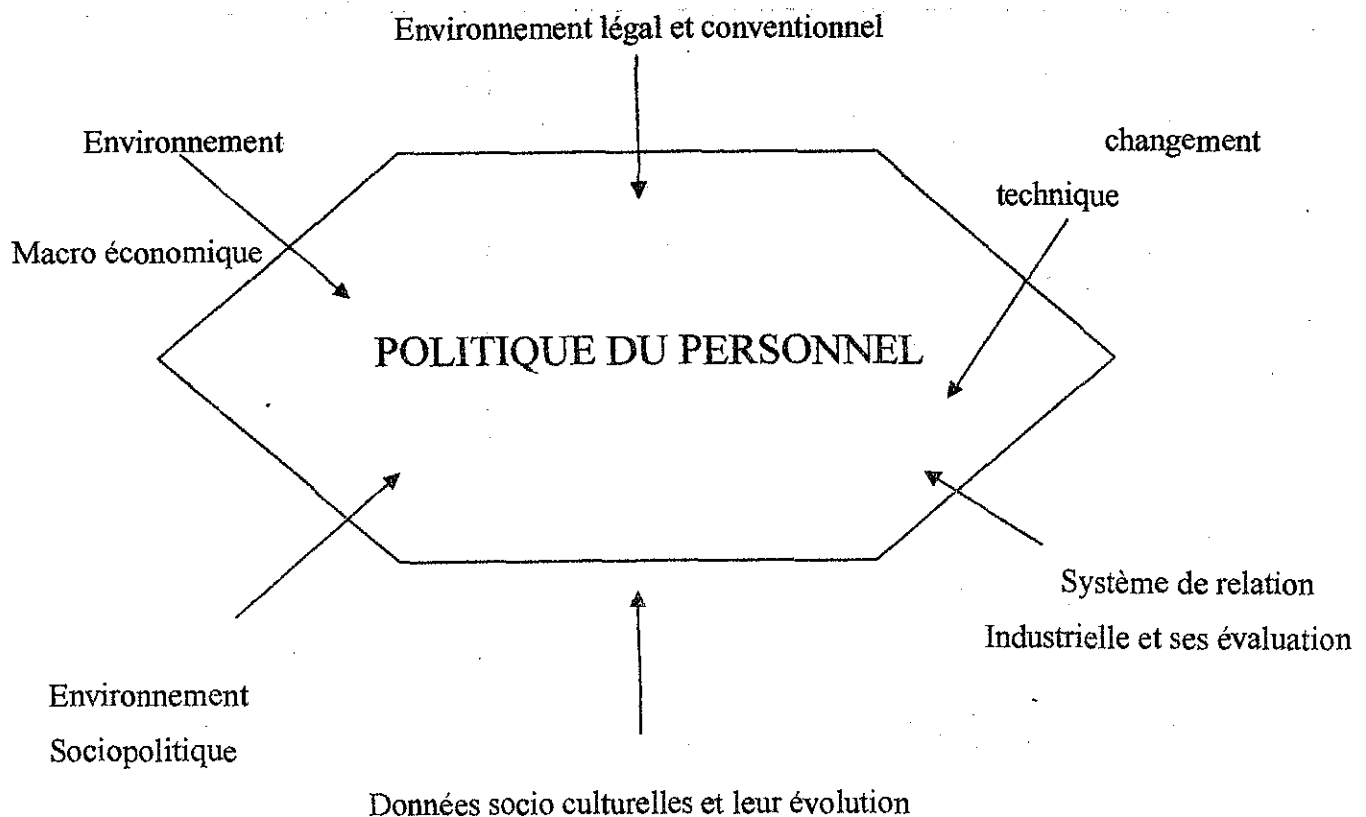 Environnement légal et conventionnel
Environnement
changement
technique
Macro économique
POLITIQUE DU PERSONNEL
Système de relation
Industrielle et ses évaluation
Environnement
Sociopolitique
Données socio culturelles et leur évolution